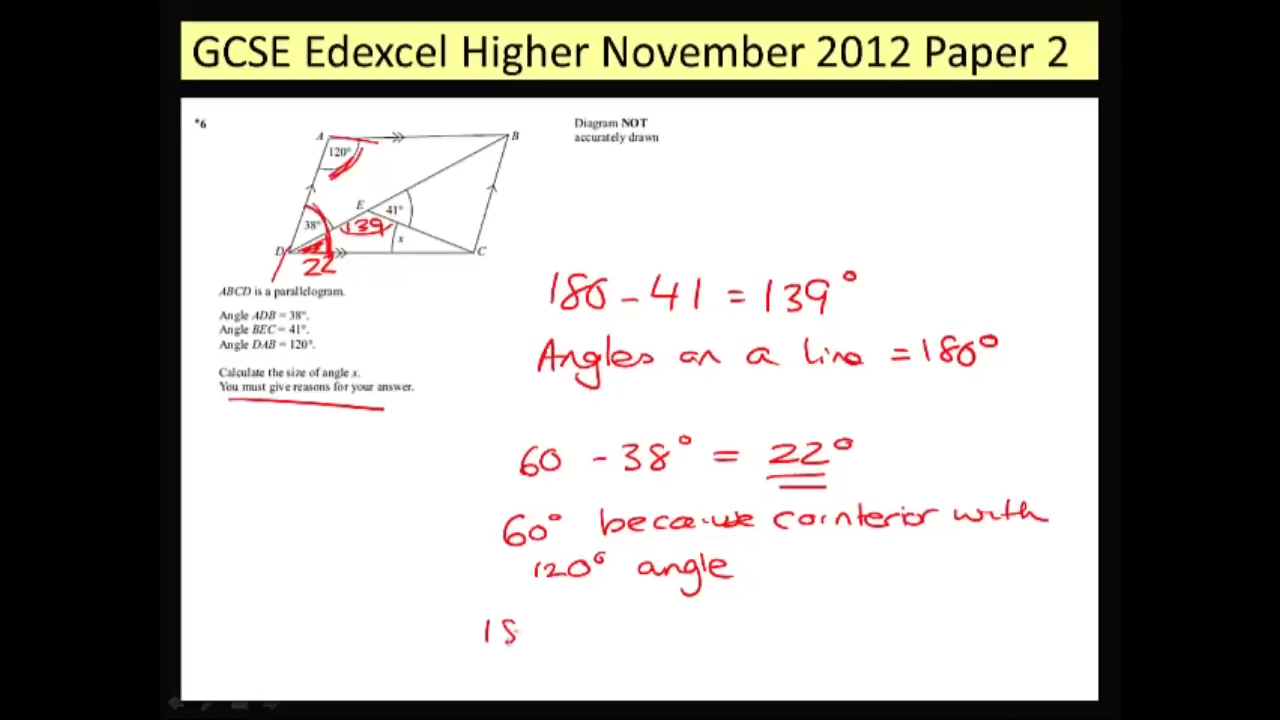 GCSE Edexcel Higher November 2012 Paper 2
*6
Diagram NOT
accurately drawn
A
B
120°
E
41°
38°
139
x
D
C
22
ABCD is a parallelogram.
Angle ADB = 38°.
Angle BEC = 41°.
Angle DAB = 120°.
Calculate the size of angle x.
You must give reasons for your answer.
180 - 41 = 139°
Angles on a line = 180°
60 - 38° = 22°
60° because cointerior with
120° angle
18